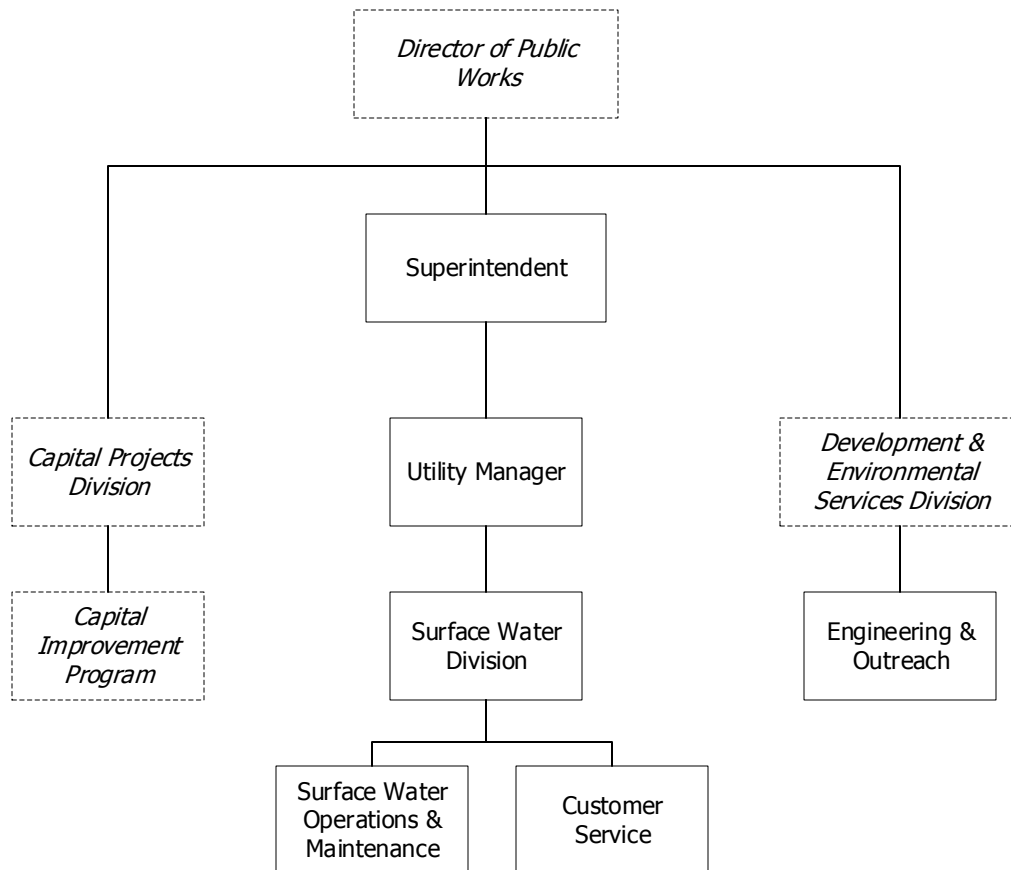 Director of Public
Works
Superintendent
Capital Projects
Division
Utility Manager
Development &
Environmental
Services Division
Capital
Improvement
Program
Surface Water
Division
Engineering &
Outreach
Surface Water
Operations &
Maintenance
Customer
Service